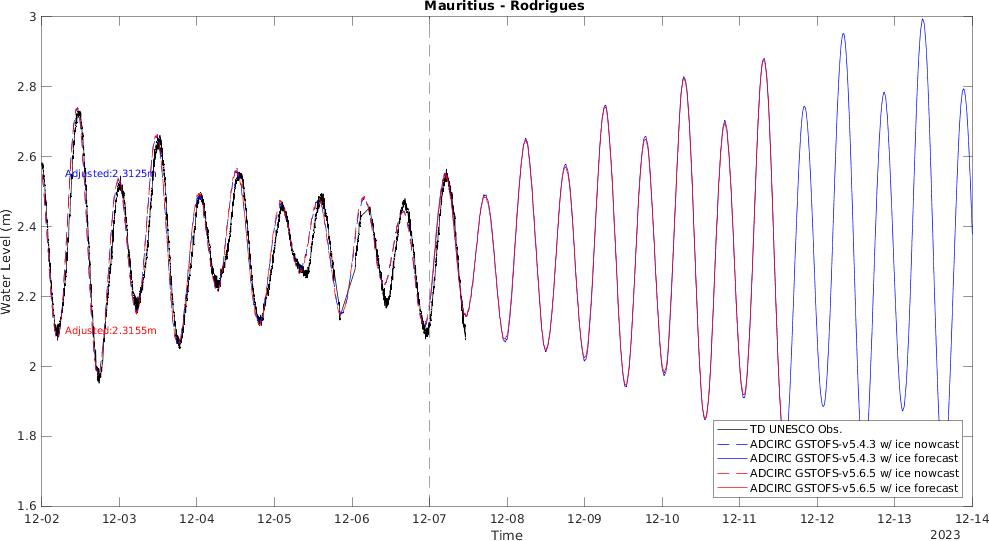 Mauritius - Rodrigues
3
2.8
2.6
2.4
2.2
2
1.8
1.6
Water Level (m)
Adjusted:2.3125m
Adjusted:2.3155m
TD UNESCO Obs.
ADCIRC GSTOFS-v5.4.3 w/ ice nowcast
ADCIRC GSTOFS-v5.4.3 w/ ice forecast
ADCIRC GSTOFS-v5.6.5 w/ ice nowcast
ADCIRC GSTOFS-v5.6.5 w/ ice forecast
12-02 12-03 12-04 12-05 12-06 12-07 12-08 12-09 12-10 12-11 12-12 12-13 12-14
Time
2023